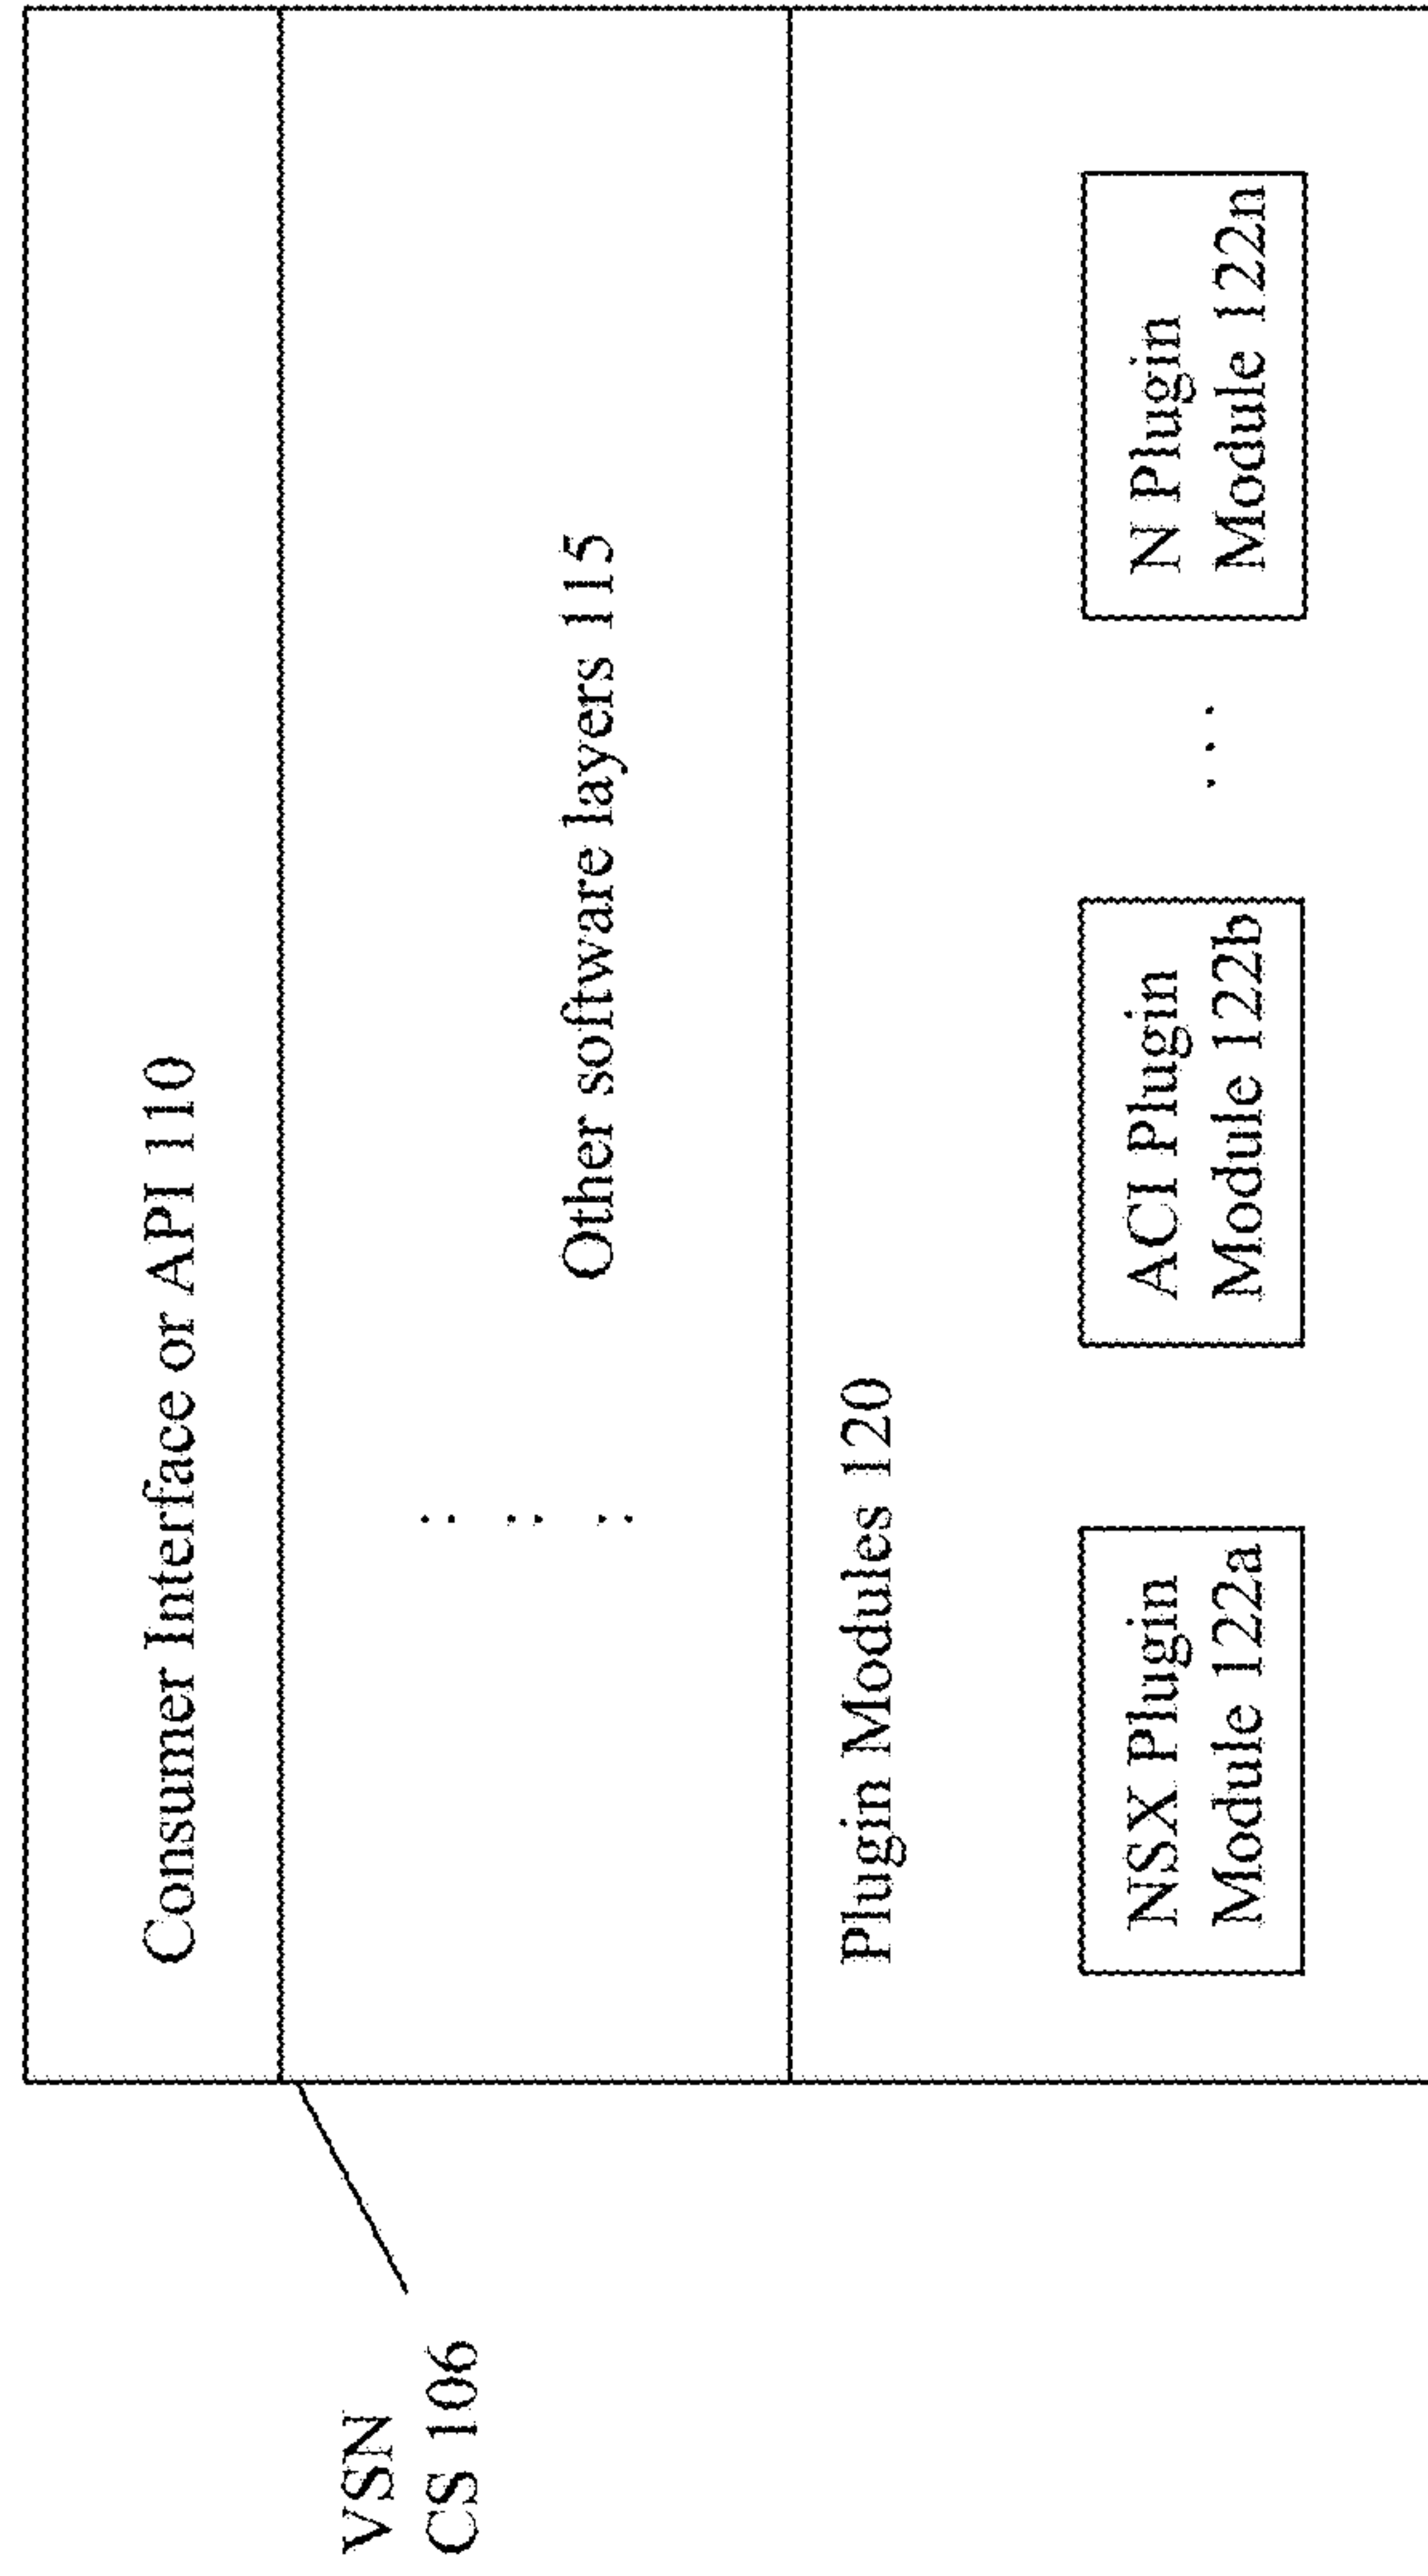 Consumer Interface or API 110
VSN
CS 106
Other software layers 115
Plugin Modules 120
NSX Plugin
Module 122a
ACI Plugin
Module 122b
N Plugin
Module 122n